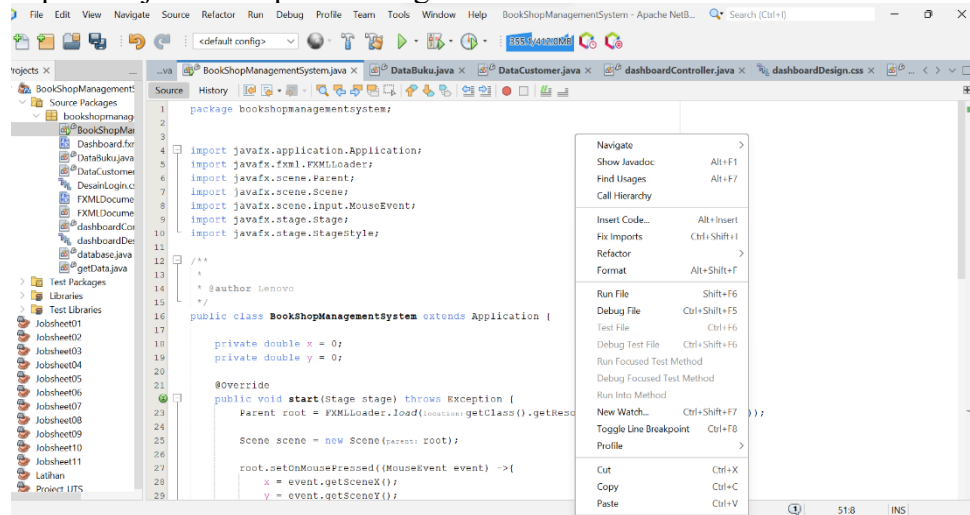 File Edit View Navigate Source Refactor Run Debug Profile Team Tools Window Help BookShopManagementSystem - Apache NetB... Search (Ctrl+I)
<default config> 355.1/412.0MB
Projects × ...va BookShopManagementSystem.java × DataBuku.java × DataCustomer.java × dashboardController.java × dashboardDesign.css ×
Source History
BookShopManagementS
Source Packages
bookshopmanag
BookShopMan
Dashboard.fxm
DataBuku.java
DataCustomer
DesainLogin.cs
FXMLDocume
FXMLDocume
dashboardCor
dashboardDes
database.java
getData.java
Test Packages
Libraries
Test Libraries
Jobsheet01
Jobsheet02
Jobsheet03
Jobsheet04
Jobsheet05
Jobsheet06
Jobsheet07
Jobsheet08
Jobsheet09
Jobsheet10
Jobsheet11
Latihan
Project UTS
1 package bookshopmanagementsystem;
2
3
4 import javafx.application.Application;
5 import javafx.fxml.FXMLLoader;
6 import javafx.scene.Parent;
7 import javafx.scene.Scene;
8 import javafx.scene.input.MouseEvent;
9 import javafx.stage.Stage;
10 import javafx.stage.StageStyle;
11
12 /**
13 *
14 * @author Lenovo
15 */
16 public class BookShopManagementSystem extends Application {
17
18 private double x = 0;
19 private double y = 0;
20
21 @Override
public void start(Stage stage) throws Exception {
23 Parent root = FXMLLoader.load(location: getClass().getReso ));
24
25 Scene scene = new Scene(parent: root);
26
27 root.setOnMousePressed((MouseEvent event) ->{
28 x = event.getSceneX();
29 y = event.getSceneY();
Navigate >
Show Javadoc Alt+F1
Find Usages Alt+F7
Call Hierarchy
Insert Code... Alt+Insert
Fix Imports Ctrl+Shift+I
Refactor >
Format Alt+Shift+F
Run File Shift+F6
Debug File Ctrl+Shift+F5
Test File Ctrl+F6
Debug Test File Ctrl+Shift+F6
Run Focused Test Method
Debug Focused Test Method
Run Into Method
New Watch... Ctrl+Shift+F7
Toggle Line Breakpoint Ctrl+F8
Profile >
Cut Ctrl+X
Copy Ctrl+C
Paste Ctrl+V
1 51:8 INS